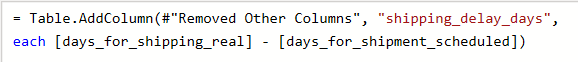 = Table.AddColumn(#"Removed Other Columns", "shipping_delay_days",
each [days_for_shipping_real] - [days_for_shipment_scheduled])